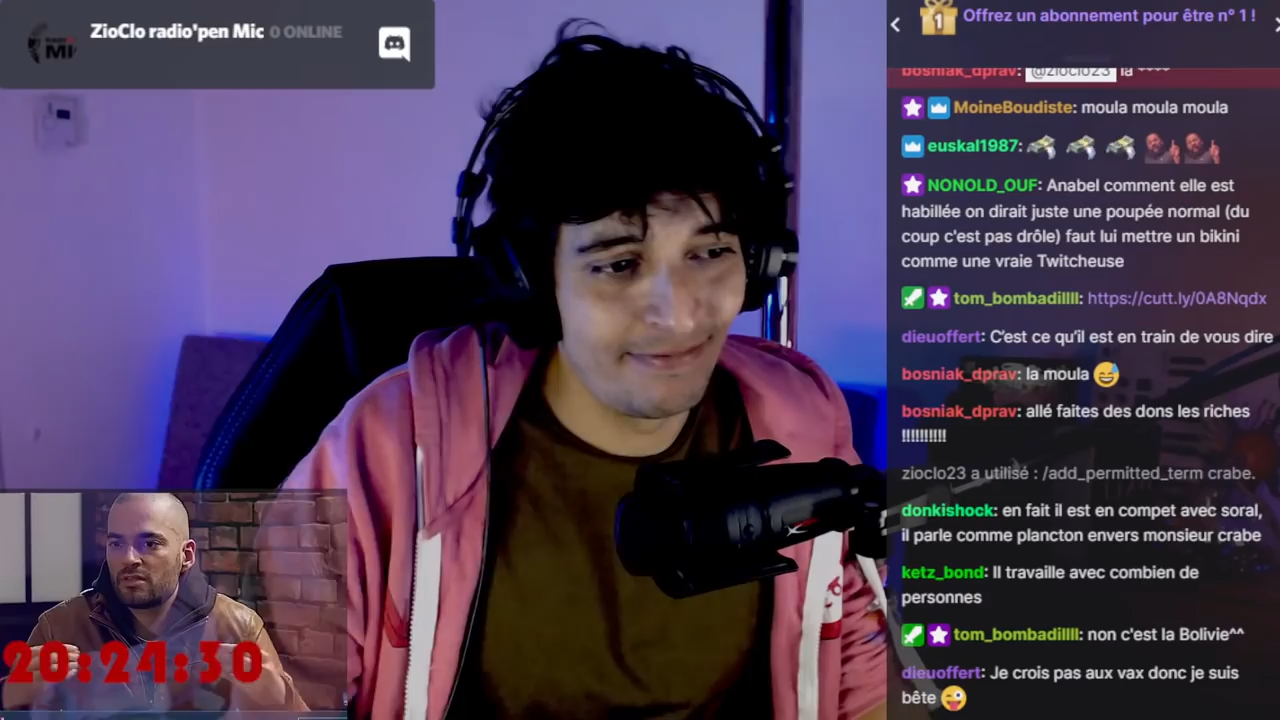 ZioClo radio'pen Mic 0 ONLINE
MI
20:24:30
1
Offrez un abonnement pour être n° 1 !
bosniak_dprav: @zioclo23 la ****
MoineBoudiste: moula moula moula
euskal1987:
NONOLD_OUF: Anabel comment elle est
habillée on dirait juste une poupée normal (du
coup c'est pas drôle) faut lui mettre un bikini
comme une vraie Twitcheuse
tom_bombadillll: https://cutt.ly/0A8Nqdx
dieuoffert: C'est ce qu'il est en train de vous dire
bosniak_dprav: la moula 😅
bosniak_dprav: allé faites des dons les riches
!!!!!!!!!!
zioclo23 a utilisé : /add_permitted_term crabe.
donkishock: en fait il est en compet avec soral,
il parle comme plancton envers monsieur crabe
ketz_bond: Il travaille avec combien de
personnes
tom_bombadillll: non c'est la Bolivie^^
dieuoffert: Je crois pas aux vax donc je suis
bête 😜